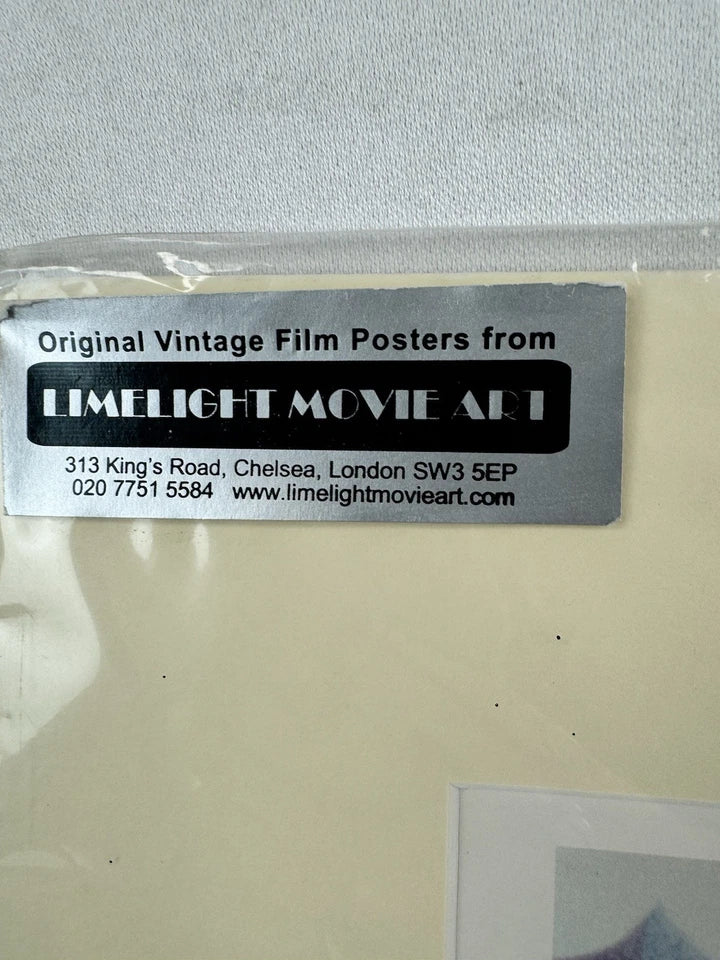 Original Vintage Film Posters from
LIMELIGHT MOVIE ART
313 King's Road, Chelsea, London SW3 5EP
020 7751 5584 www.limelightmovieart.com